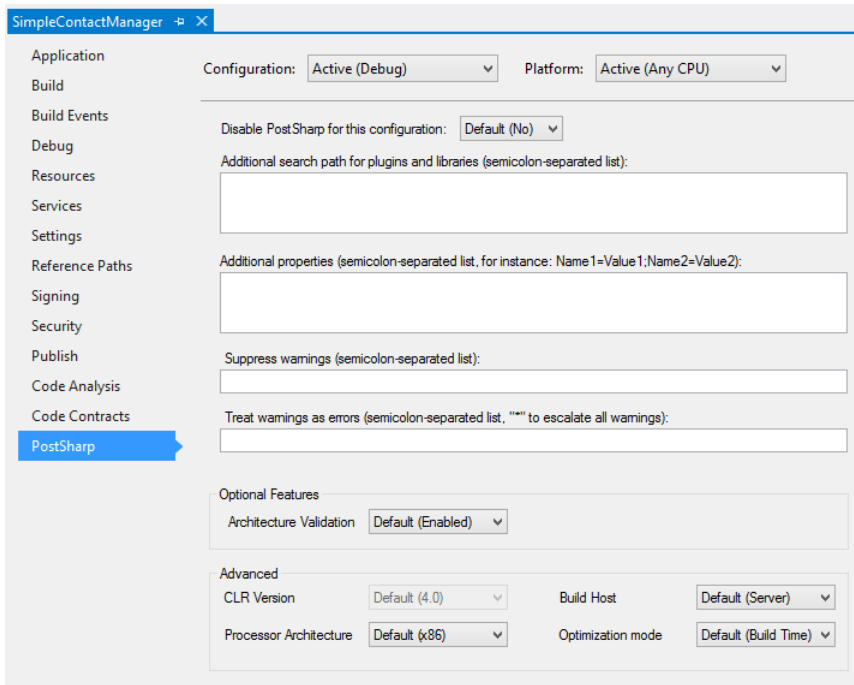 SimpleContactManager
Application
Build
Build Events
Debug
Resources
Services
Settings
Reference Paths
Signing
Security
Publish
Code Analysis
Code Contracts
PostSharp
Configuration: Active (Debug) Platform: Active (Any CPU)
Disable PostSharp for this configuration: Default (No)
Additional search path for plugins and libraries (semicolon-separated list):
Additional properties (semicolon-separated list, for instance: Name1=Value1;Name2=Value2):
Suppress warnings (semicolon-separated list):
Treat warnings as errors (semicolon-separated list, "*" to escalate all warnings):
Optional Features
Architecture Validation Default (Enabled)
Advanced
CLR Version Default (4.0) Build Host Default (Server)
Processor Architecture Default (x86) Optimization mode Default (Build Time)